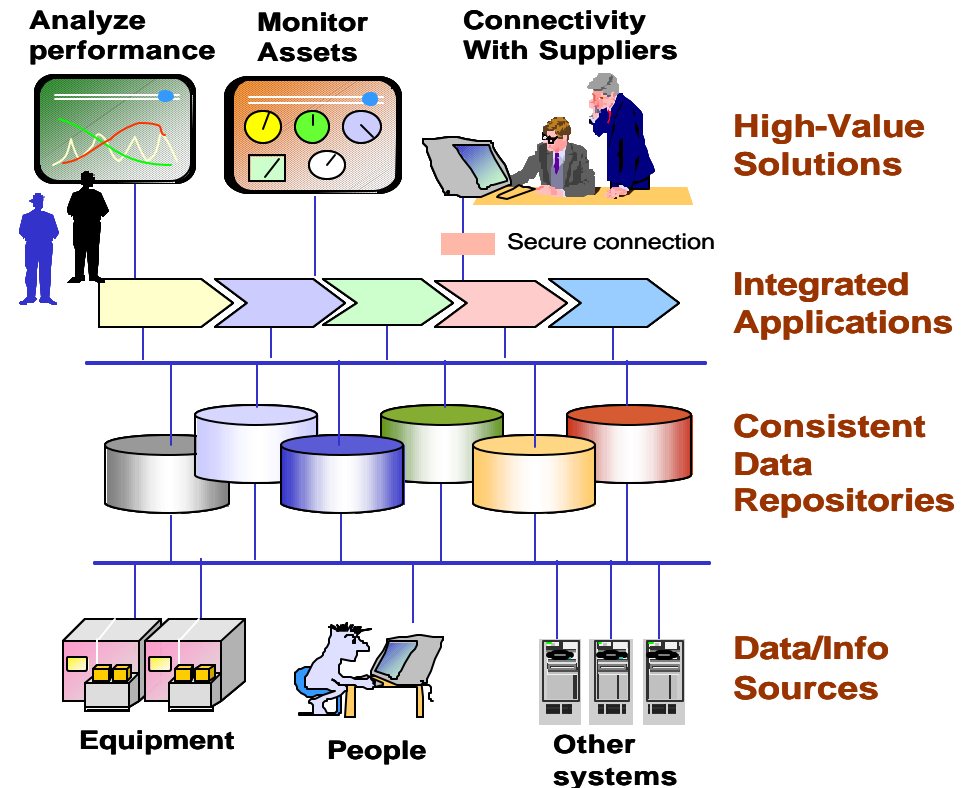 Analyze
performance
Monitor
Assets
Connectivity
With Suppliers
High-Value
Solutions
Secure connection
Integrated
Applications
Consistent
Data
Repositories
Data/Info
Sources
Equipment
People
Other
systems